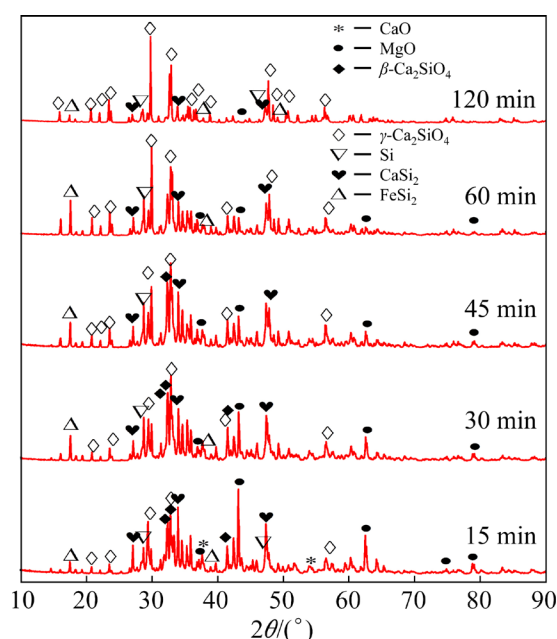 * — CaO
● — MgO
◆ — β-Ca₂SiO₄
120 min
◇ — γ-Ca₂SiO₄
▽ — Si
♥ — CaSi₂
△ — FeSi₂
60 min
45 min
30 min
15 min
10 20 30 40 50 60 70 80 90
2θ/(°)